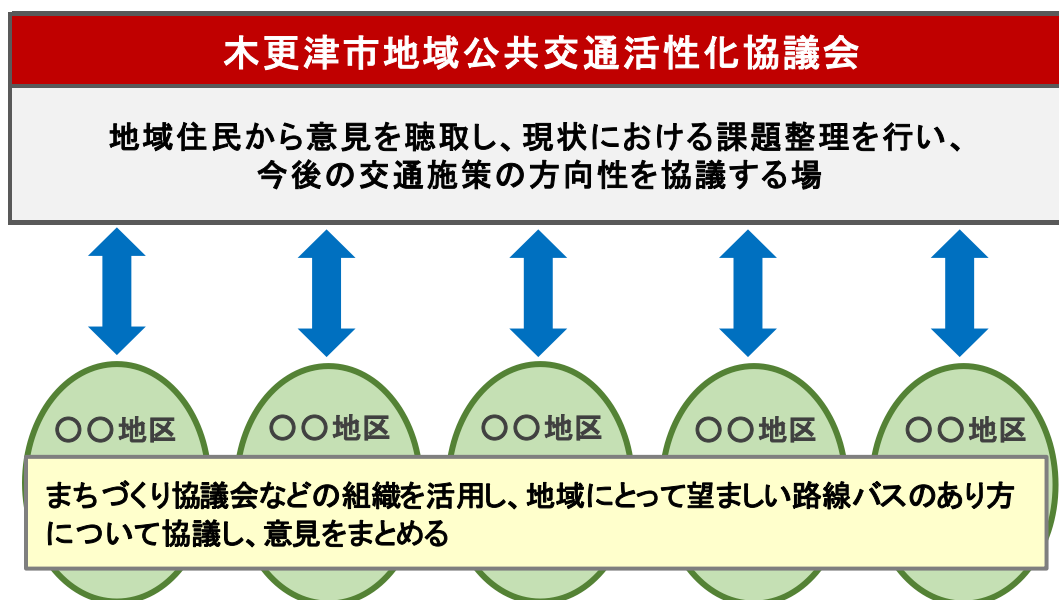 木更津市地域公共交通活性化協議会
地域住民から意見を聴取し、現状における課題整理を行い、
今後の交通施策の方向性を協議する場
〇〇地区
〇〇地区
〇〇地区
〇〇地区
〇〇地区
まちづくり協議会などの組織を活用し、地域にとって望ましい路線バスのあり方
について協議し、意見をまとめる